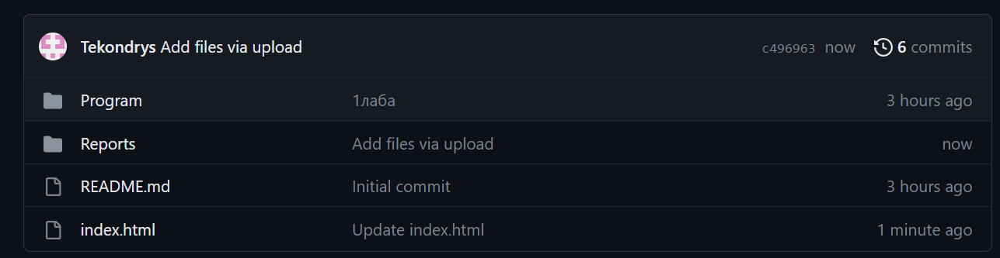 Tekondrys Add files via upload c496963 now 6 commits
Program 1лаба 3 hours ago
Reports Add files via upload now
README.md Initial commit 3 hours ago
index.html Update index.html 1 minute ago